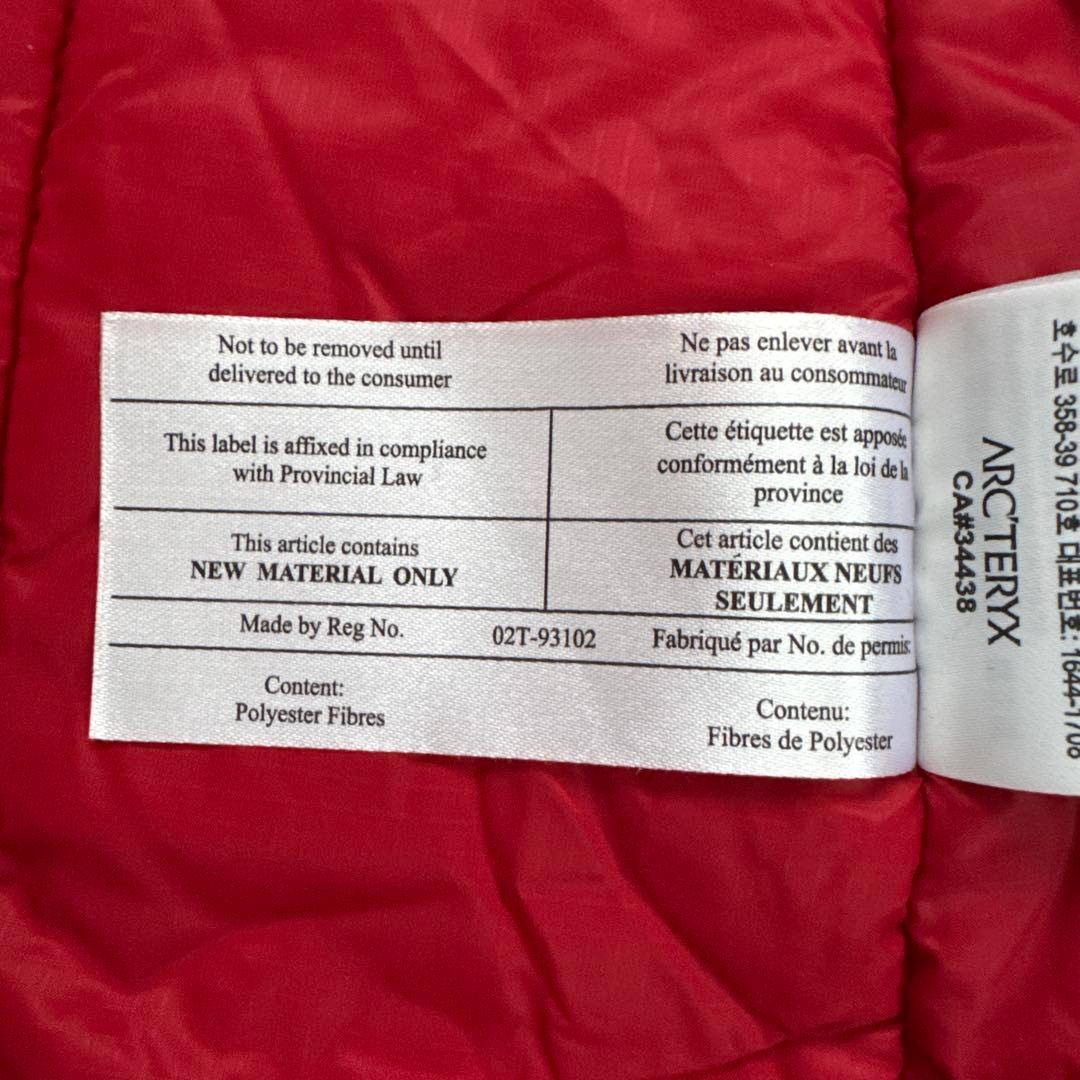 Not to be removed until
delivered to the consumer
Ne pas enlever avant la
livraison au consommateur
This label is affixed in compliance
with Provincial Law
Cette étiquette est apposée
conformément à la loi de la
province
This article contains
NEW MATERIAL ONLY
Cet article contient des
MATÉRIAUX NEUFS
SEULEMENT
Made by Reg No.
02T-93102
Fabriqué par No. de permis:
Content:
Polyester Fibres
Contenu:
Fibres de Polyester
호수로 358-39 710호 대표번호: 1644-1708
ARC'TERYX
CA#34438